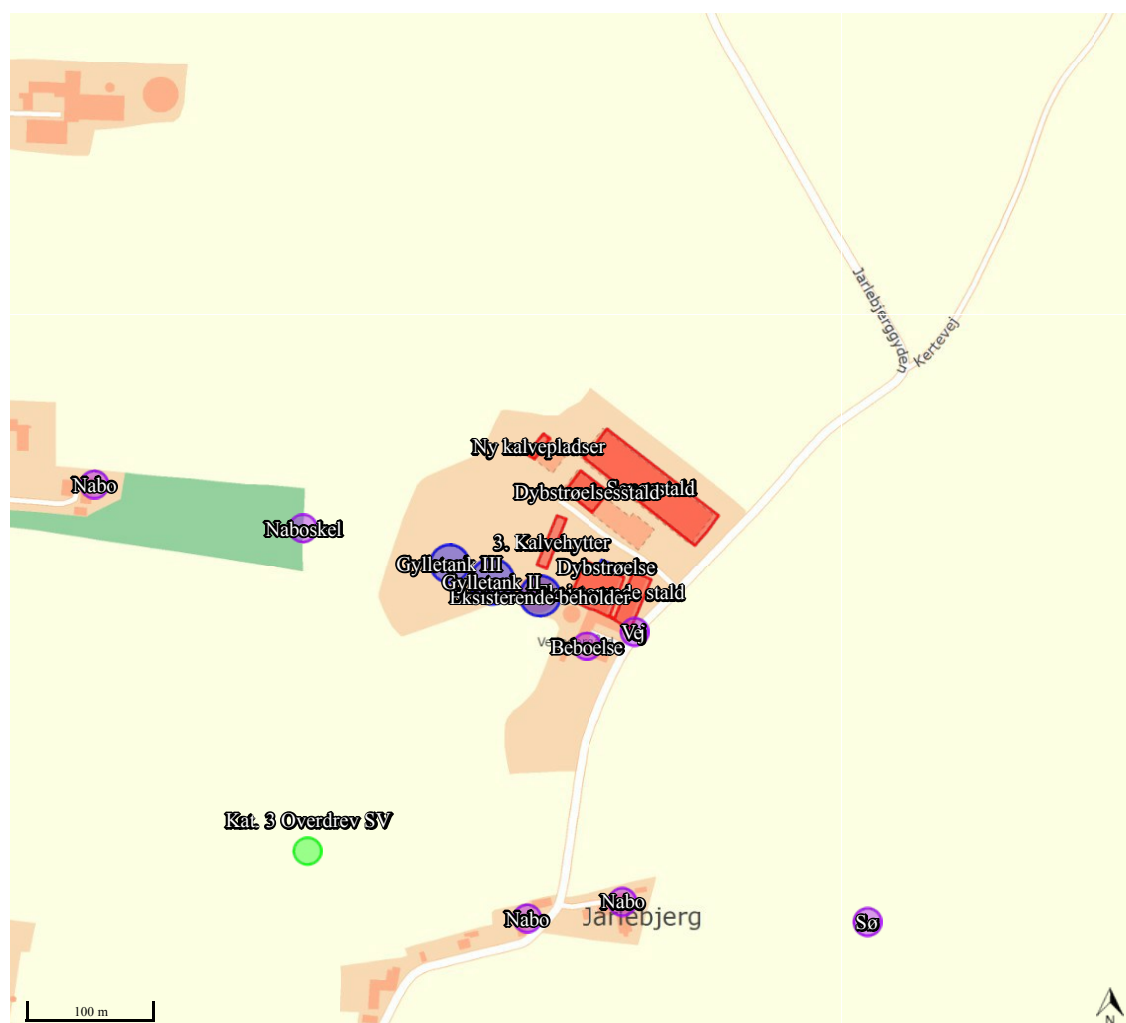 Jarlebjerggyden
Kertevej
Ny kalvepladser
Nabo
Dybstrøelsesstald
Naboskel
3. Kalvehytter
Gylletank III
Dybstrøelse
Gylletank II
Eksisterende beholder
stald
Vej
Beboelse
Kat. 3 Overdrev SV
Nabo
Nabo
Jarlebjerg
Sø
100 m
N